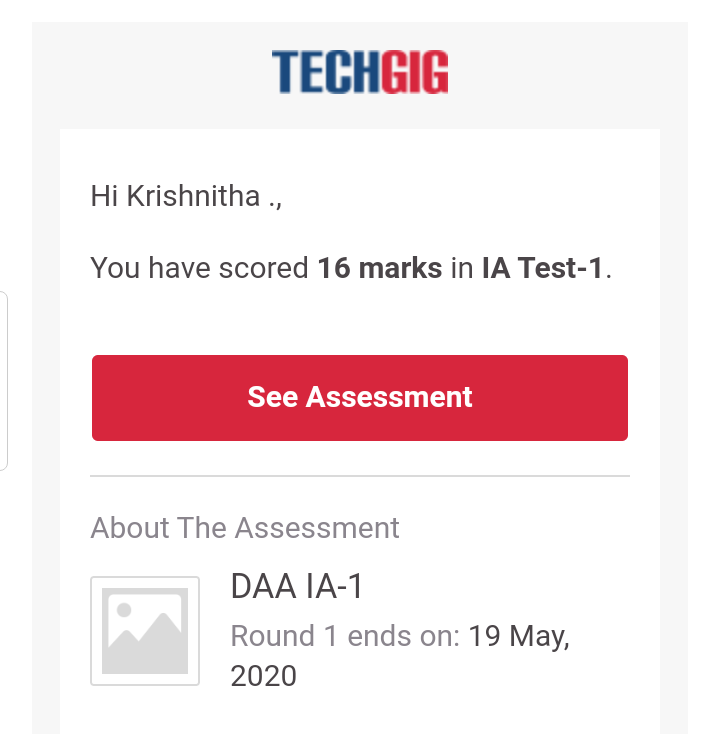 TECHGIG
Hi Krishnitha .,
You have scored 16 marks in IA Test-1.
See Assessment
About The Assessment
DAA IA-1
Round 1 ends on: 19 May,
2020